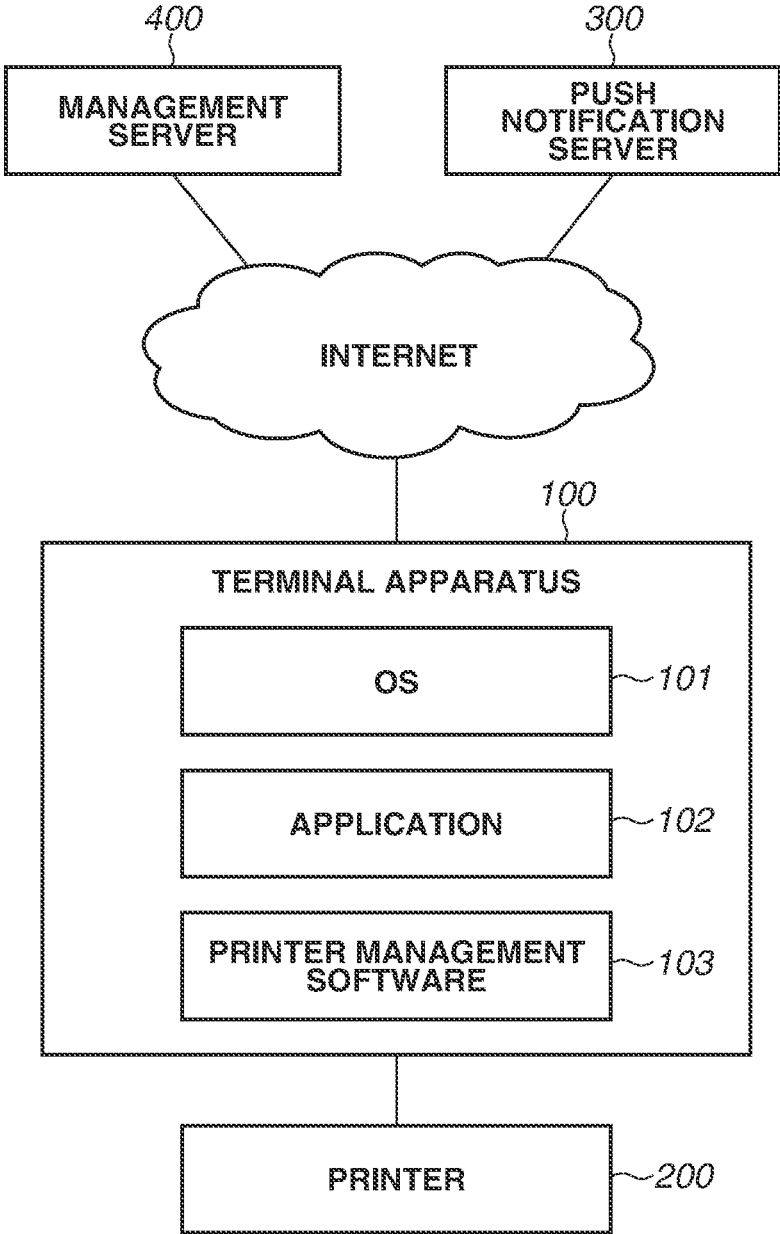 400
300
MANAGEMENT
SERVER
PUSH
NOTIFICATION
SERVER
INTERNET
100
TERMINAL APPARATUS
OS
101
APPLICATION
102
PRINTER MANAGEMENT
SOFTWARE
103
PRINTER
200